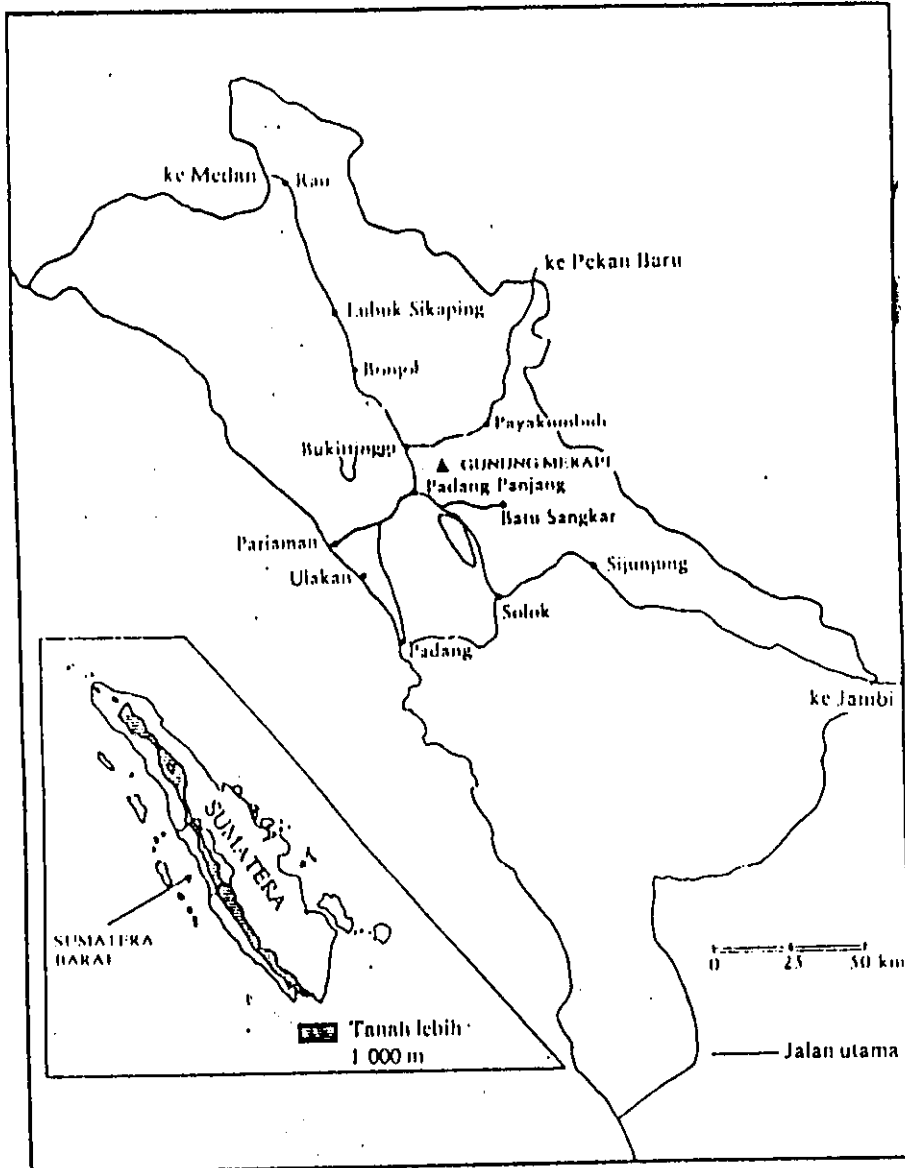 ke Medan
Rau
ke Pekan Baru
Lubuk Sikaping
Bonjol
Payakumbuh
Bukittinggi
GUNUNG MERAPI
Padang Panjang
Batu Sangkar
Pariaman
Sijunjung
Ulakan
Solok
Padang
ke Jambi
SUMATERA
SUMATERA
BARAT
0 25 50 km
Tanah lebih
1 000 m
Jalan utama